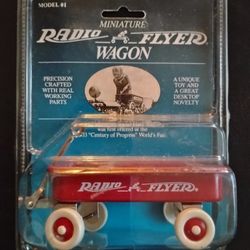 MODEL #1
MINIATURE
RADIO FLYER
WAGON
PRECISION
CRAFTED
WITH REAL
WORKING
PARTS
A UNIQUE
TOY AND
A GREAT
DESKTOP
NOVELTY
was first offered at the
"Century of Progress" World's Fair.
RADIO FLYER